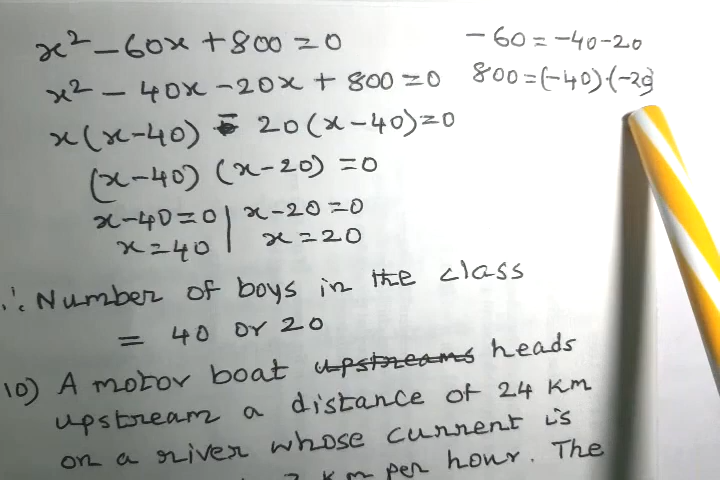 x² – 60x + 800 = 0
– 60 = –40 –20
x² – 40x – 20x + 800 = 0
800 = (–40)·(–20)
x(x–40) – 20(x–40) = 0
(x–40) (x–20) = 0
x–40 = 0 | x–20 = 0
x = 40 | x = 20
∴ Number of boys in the class
= 40 or 20
10) A motor boat upstreams heads
upstream a distance of 24 km
on a river whose current is
km per hour. The